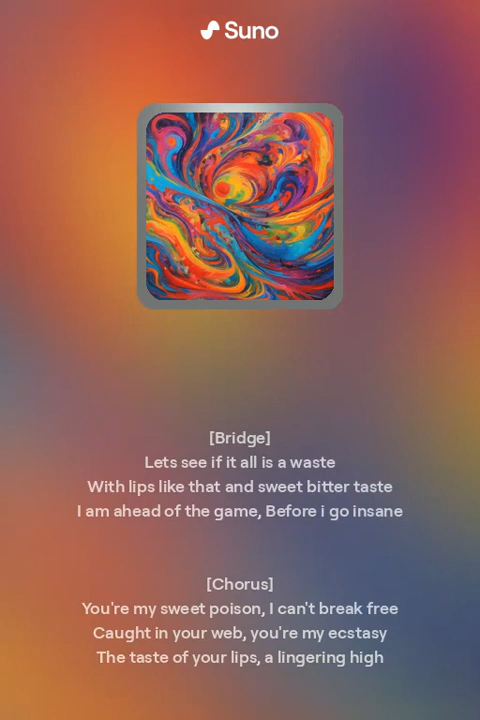 Suno
[Bridge]
Lets see if it all is a waste
With lips like that and sweet bitter taste
I am ahead of the game, Before i go insane
[Chorus]
You're my sweet poison, I can't break free
Caught in your web, you're my ecstasy
The taste of your lips, a lingering high